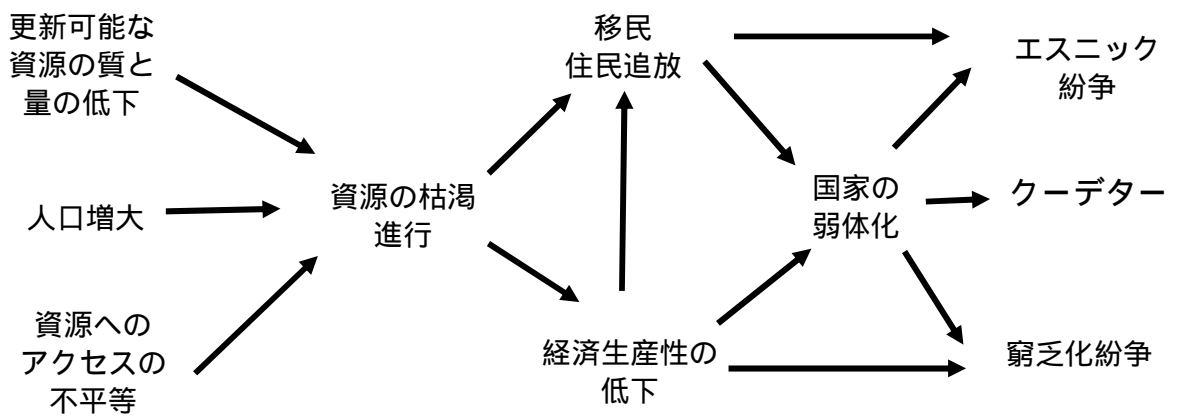 更新可能な
資源の質と
量の低下
人口増大
資源への
アクセスの
不平等
資源の枯渇
進行
移民
住民追放
経済生産性の
低下
国家の
弱体化
エスニック
紛争
クーデター
窮乏化紛争